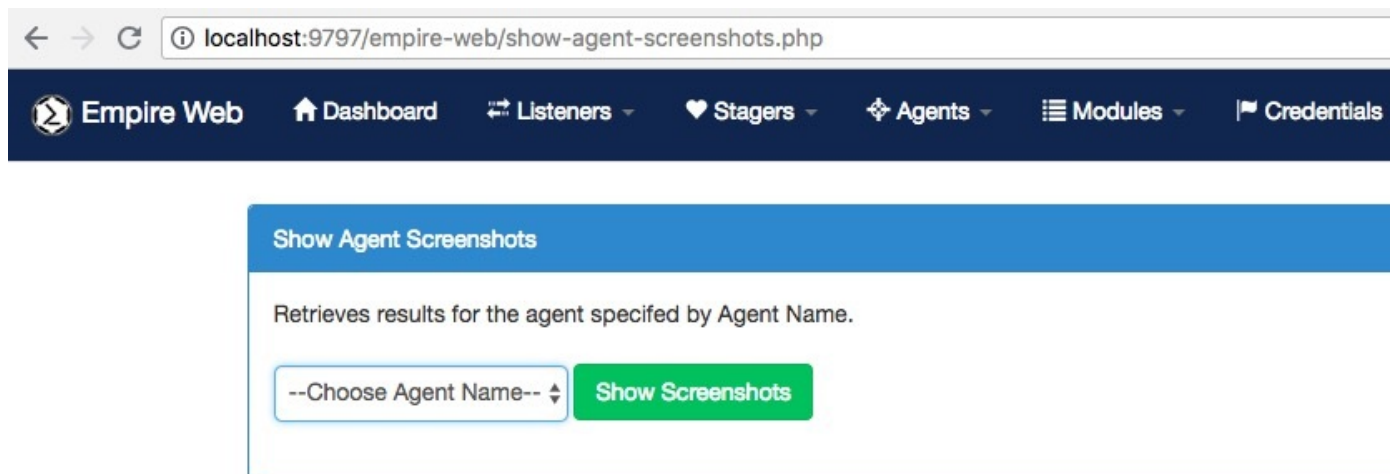 localhost:9797/empire-web/show-agent-screenshots.php
Empire Web Dashboard Listeners Stagers Agents Modules Credentials
Show Agent Screenshots
Retrieves results for the agent specifed by Agent Name.
--Choose Agent Name-- Show Screenshots